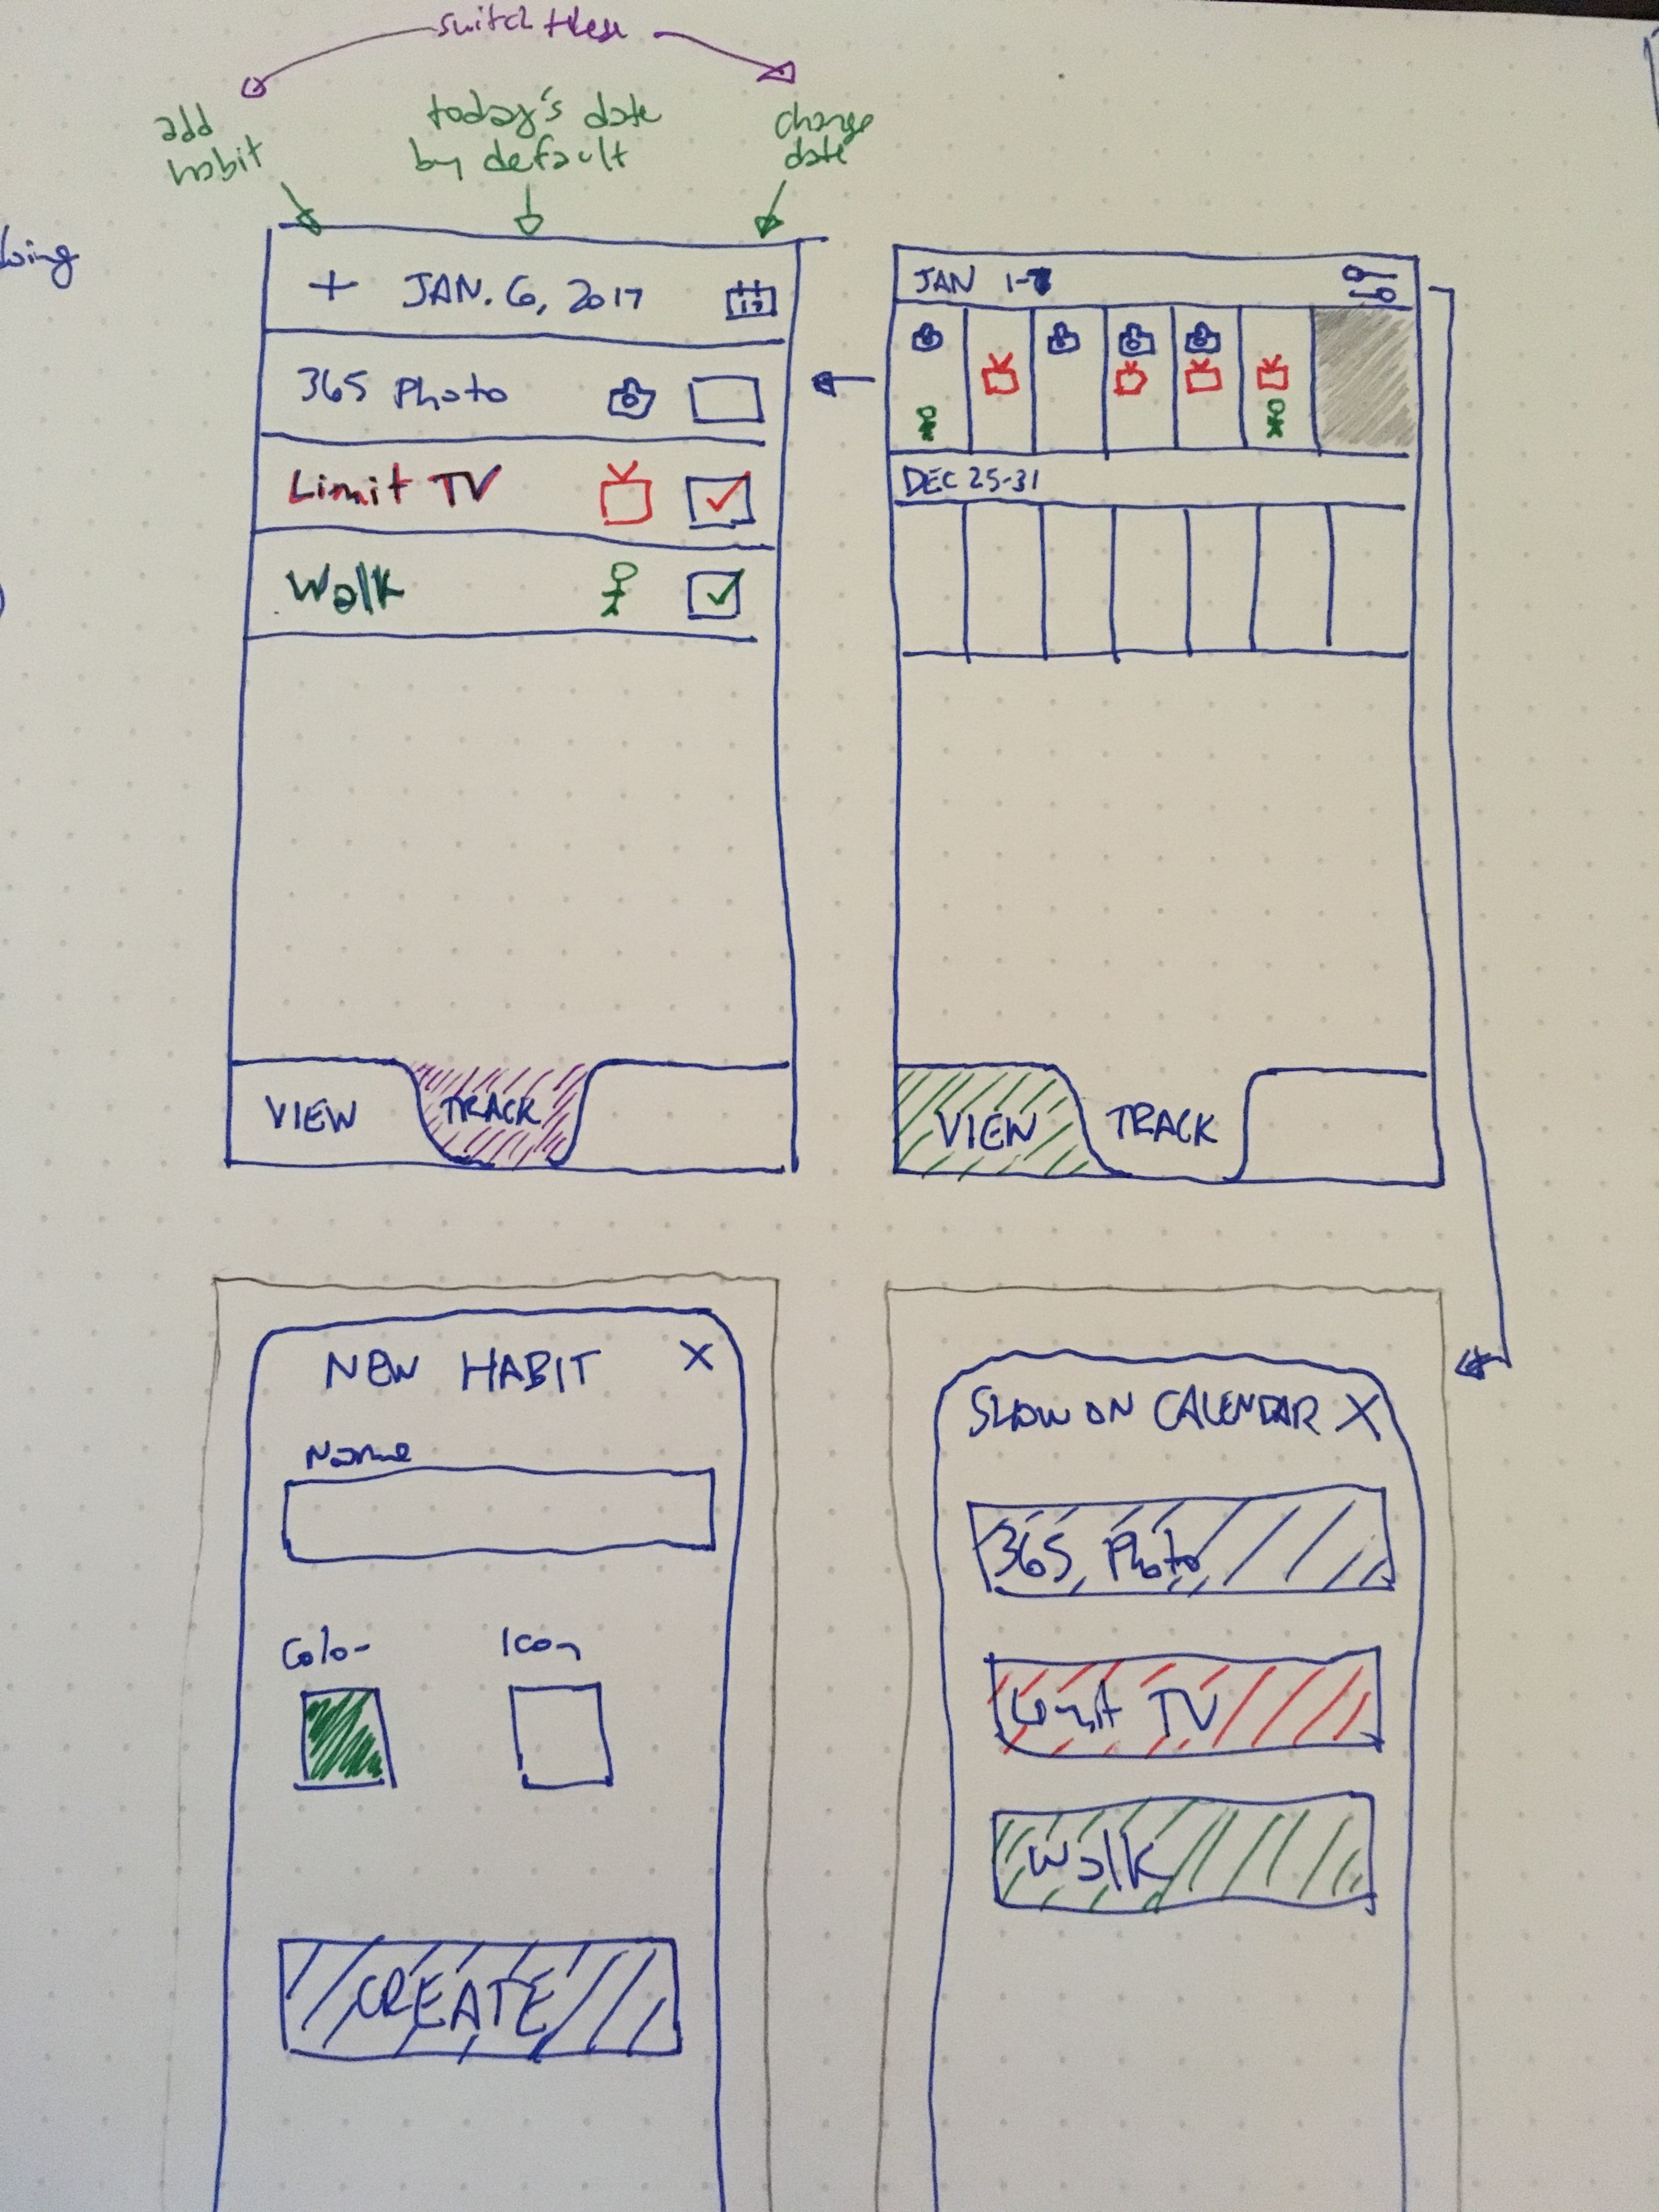 switch these
add
habit
today's date
by default
change
date
+ JAN. 6, 2017
17
365 Photo
Limit TV
Walk
VIEW
TRACK
JAN 1-7
DEC 25-31
VIEW
TRACK
NEW HABIT X
Name
Color
Icon
CREATE
SHOW ON CALENDAR X
365 Photo
Limit TV
Walk